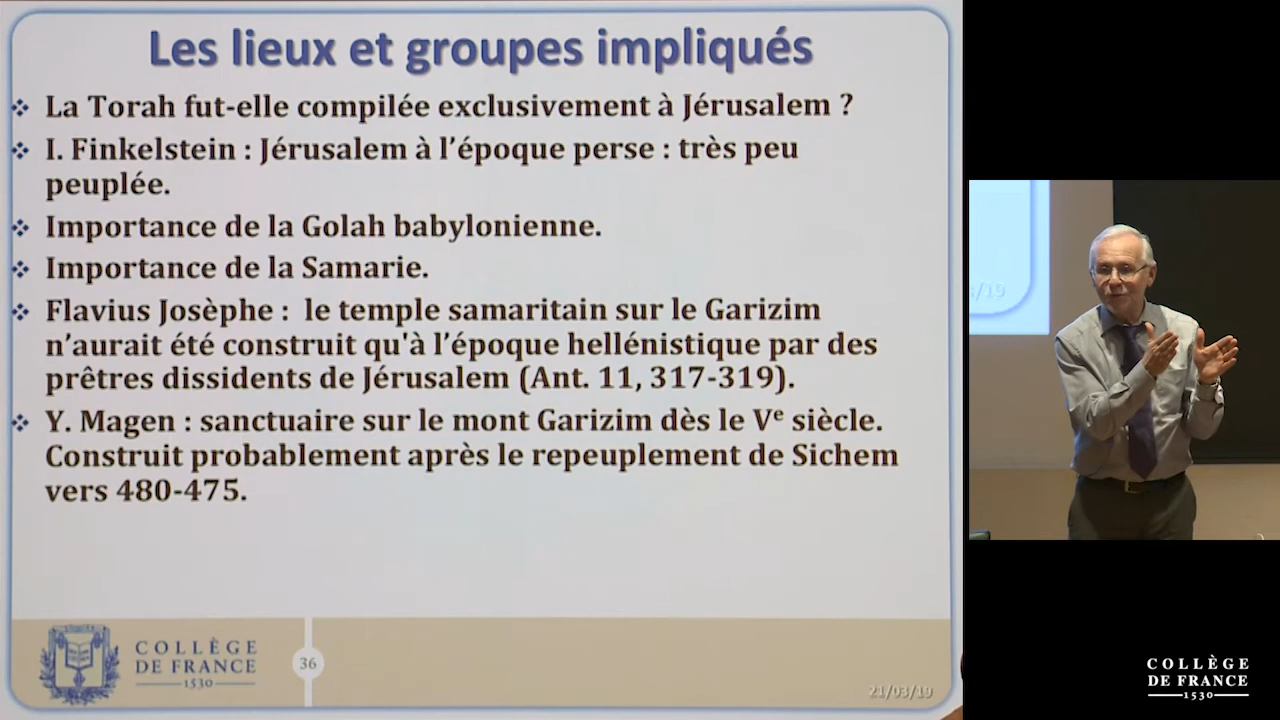 Les lieux et groupes impliqués
La Torah fut-elle compilée exclusivement à Jérusalem ?
I. Finkelstein : Jérusalem à l’époque perse : très peu
peuplée.
Importance de la Golah babylonienne.
Importance de la Samarie.
Flavius Josèphe :  le temple samaritain sur le Garizim
n’aurait été construit qu'à l’époque hellénistique par des
prêtres dissidents de Jérusalem (Ant. 11, 317-319).
Y. Magen : sanctuaire sur le mont Garizim dès le Vᵉ siècle.
Construit probablement après le repeuplement de Sichem
vers 480-475.
COLLÈGE
DE FRANCE
1530
36
21/03/19
/19
COLLÈGE
DE FRANCE
1530